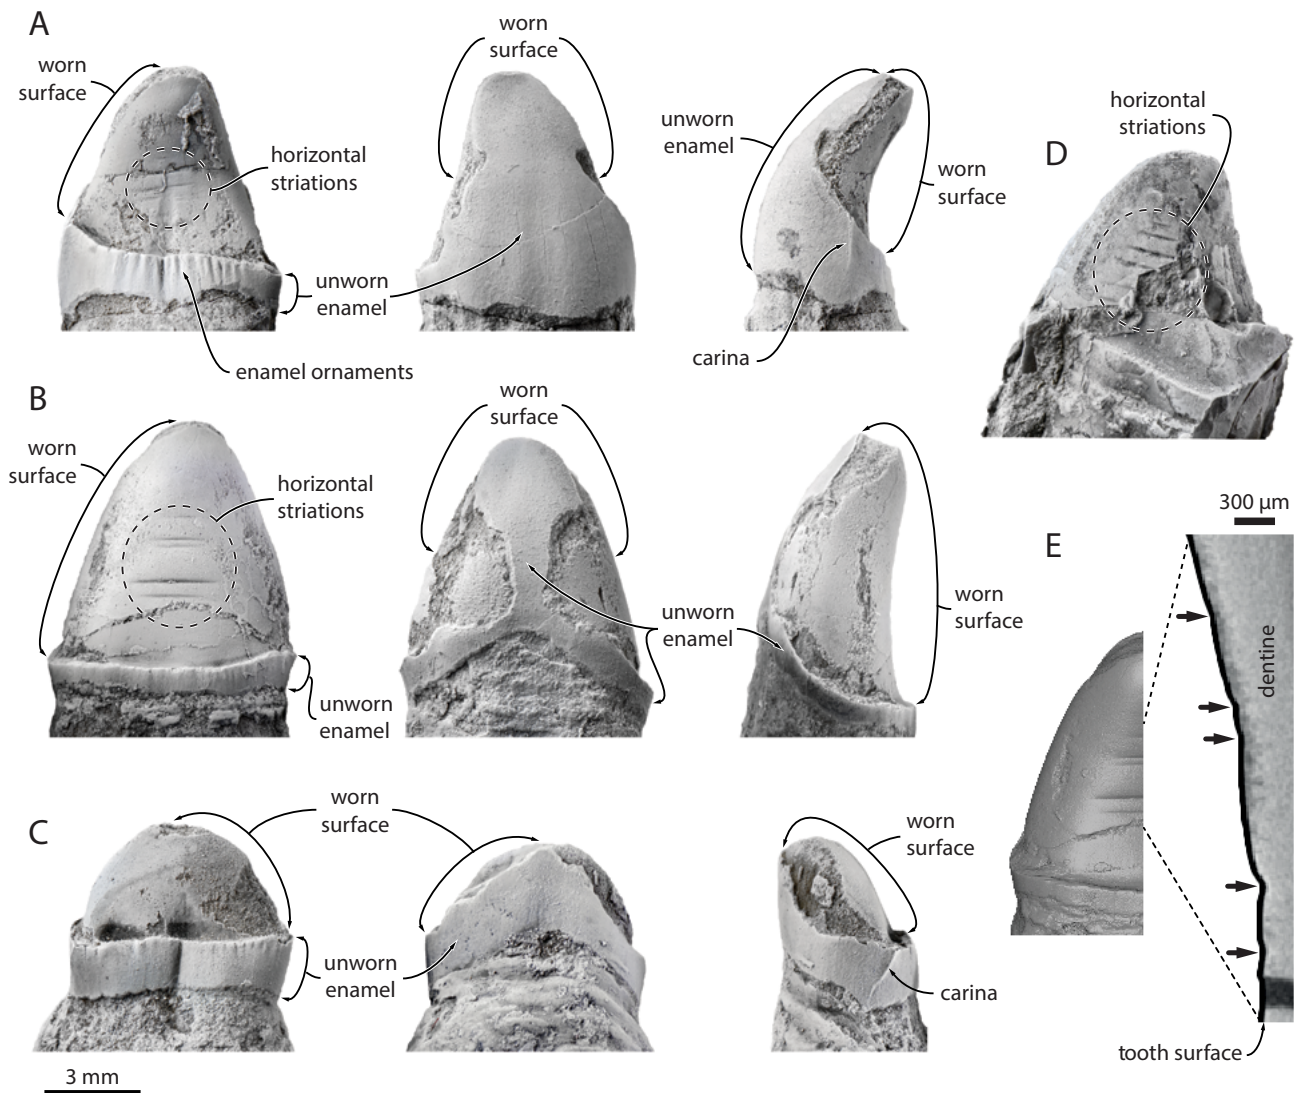 A
worn
surface
horizontal
striations
unworn
enamel
enamel ornaments
worn
surface
unworn
enamel
worn
surface
carina
D
horizontal
striations
B
worn
surface
horizontal
striations
unworn
enamel
worn
surface
unworn
enamel
worn
surface
E
300 µm
dentine
tooth surface
C
worn
surface
unworn
enamel
worn
surface
carina
3 mm